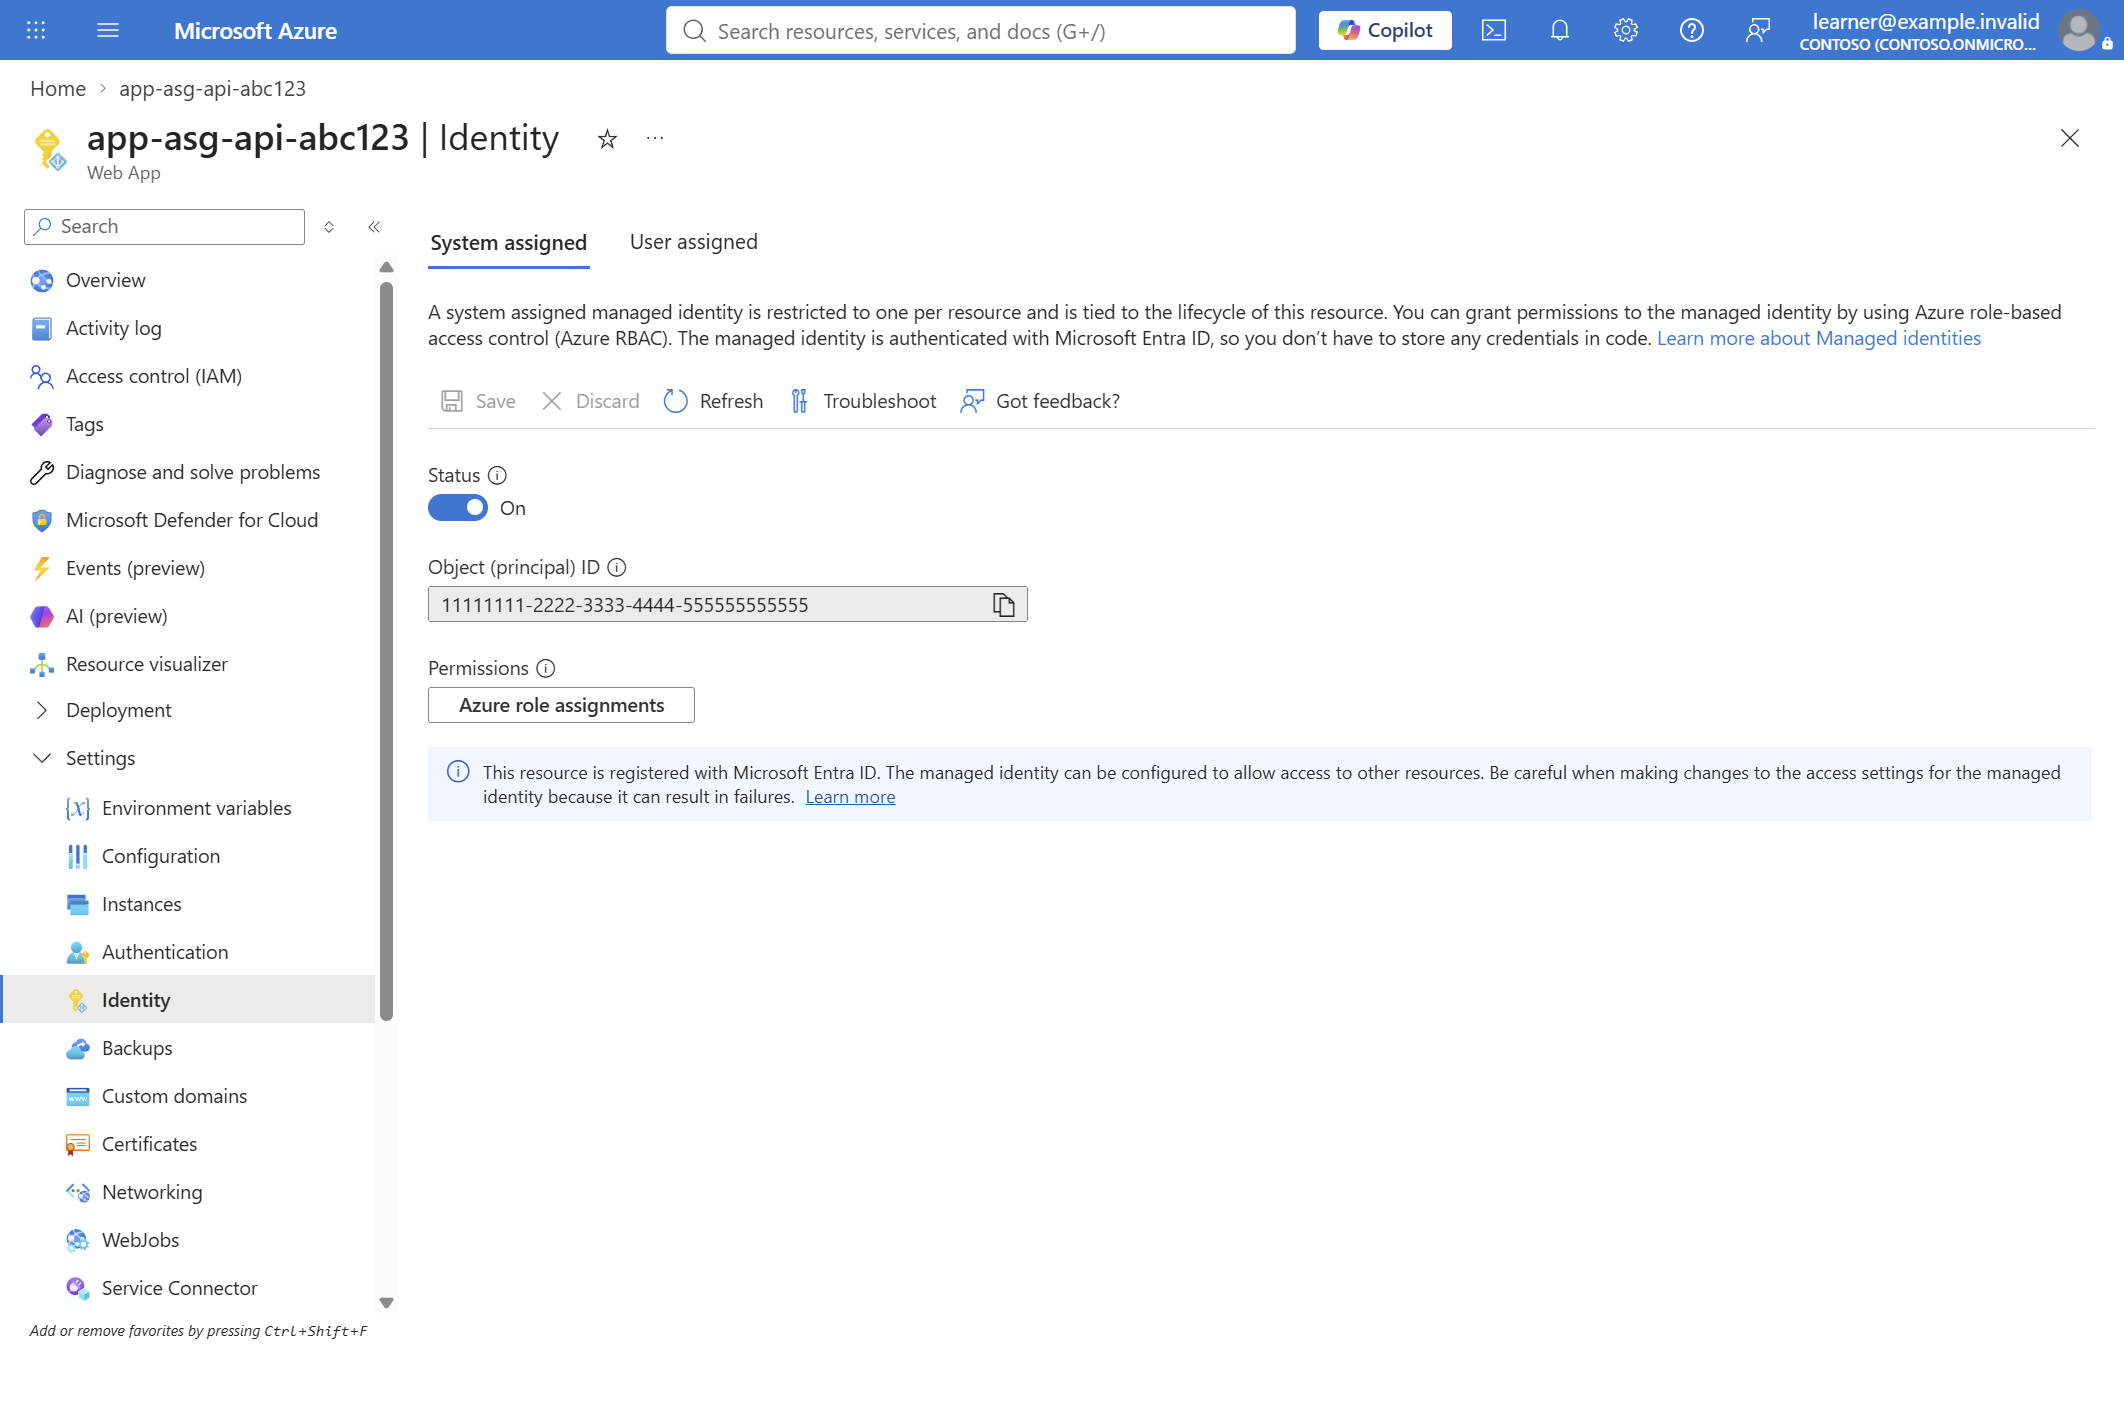 Microsoft Azure
Search resources, services, and docs (G+/)
Copilot
learner@example.invalid
CONTOSO (CONTOSO.ONMICRO...
Home
app-asg-api-abc123
app-asg-api-abc123 | Identity
Web App
Search
Overview
Activity log
Access control (IAM)
Tags
Diagnose and solve problems
Microsoft Defender for Cloud
Events (preview)
AI (preview)
Resource visualizer
Deployment
Settings
Environment variables
Configuration
Instances
Authentication
Identity
Backups
Custom domains
Certificates
Networking
WebJobs
Service Connector
Add or remove favorites by pressing Ctrl+Shift+F
System assigned
User assigned
A system assigned managed identity is restricted to one per resource and is tied to the lifecycle of this resource. You can grant permissions to the managed identity by using Azure role-based
access control (Azure RBAC). The managed identity is authenticated with Microsoft Entra ID, so you don’t have to store any credentials in code. Learn more about Managed identities
Save
Discard
Refresh
Troubleshoot
Got feedback?
Status
On
Object (principal) ID
11111111-2222-3333-4444-555555555555
Permissions
Azure role assignments
This resource is registered with Microsoft Entra ID. The managed identity can be configured to allow access to other resources. Be careful when making changes to the access settings for the managed
identity because it can result in failures. Learn more